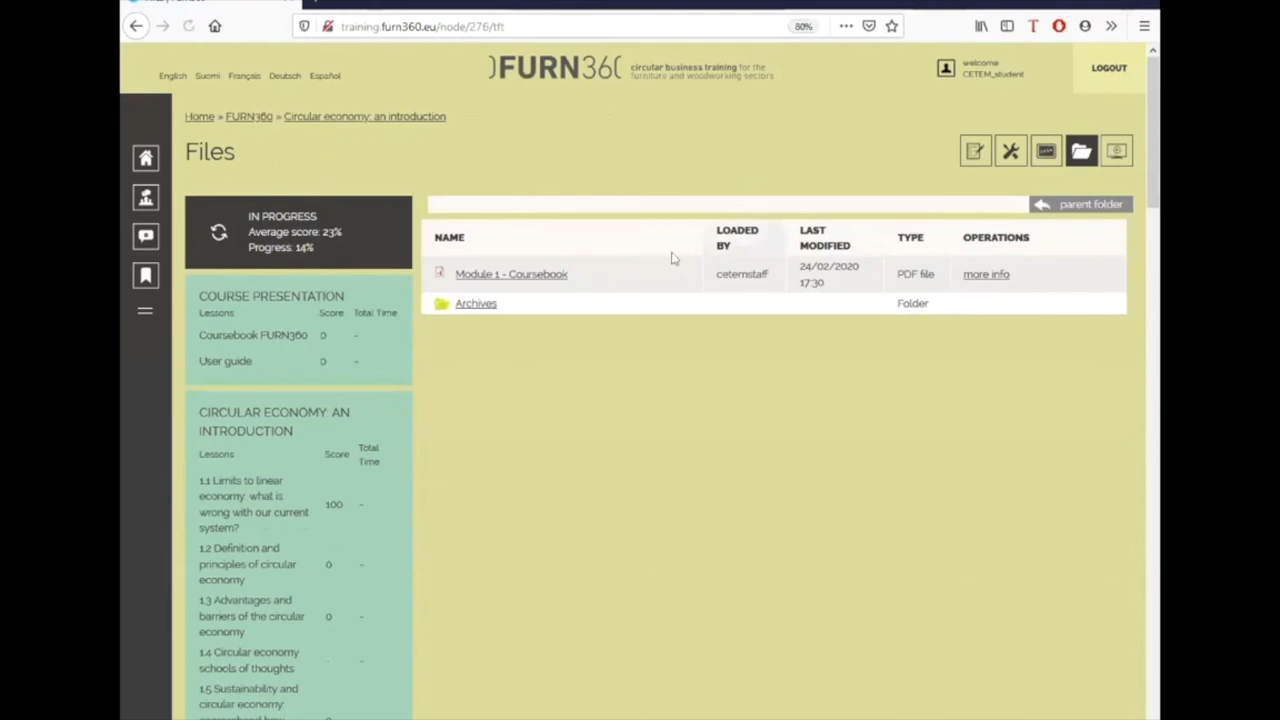 training.furn360.eu/node/276/tft
80%
English Suomi Français Deutsch Español
FURN360 circular business training for the
furniture and woodworking sectors
welcome
CETEM_student
LOGOUT
Home » FURN360 » Circular economy: an introduction
Files
IN PROGRESS
Average score: 23%
Progress: 14%
parent folder
NAME LOADED BY LAST MODIFIED TYPE OPERATIONS
Module 1 - Coursebook cetemstaff 24/02/2020 17:30 PDF file more info
Archives Folder
COURSE PRESENTATION
Lessons Score Total Time
Coursebook FURN360 0 -
User guide 0 -
CIRCULAR ECONOMY: AN
INTRODUCTION
Lessons Score Total Time
1.1 Limits to linear
economy: what is
wrong with our current
system?
100 -
1.2 Definition and
principles of circular
economy
0 -
1.3 Advantages and
barriers of the circular
economy
0 -
1.4 Circular economy
schools of thoughts
- -
1.5 Sustainability and
circular economy: